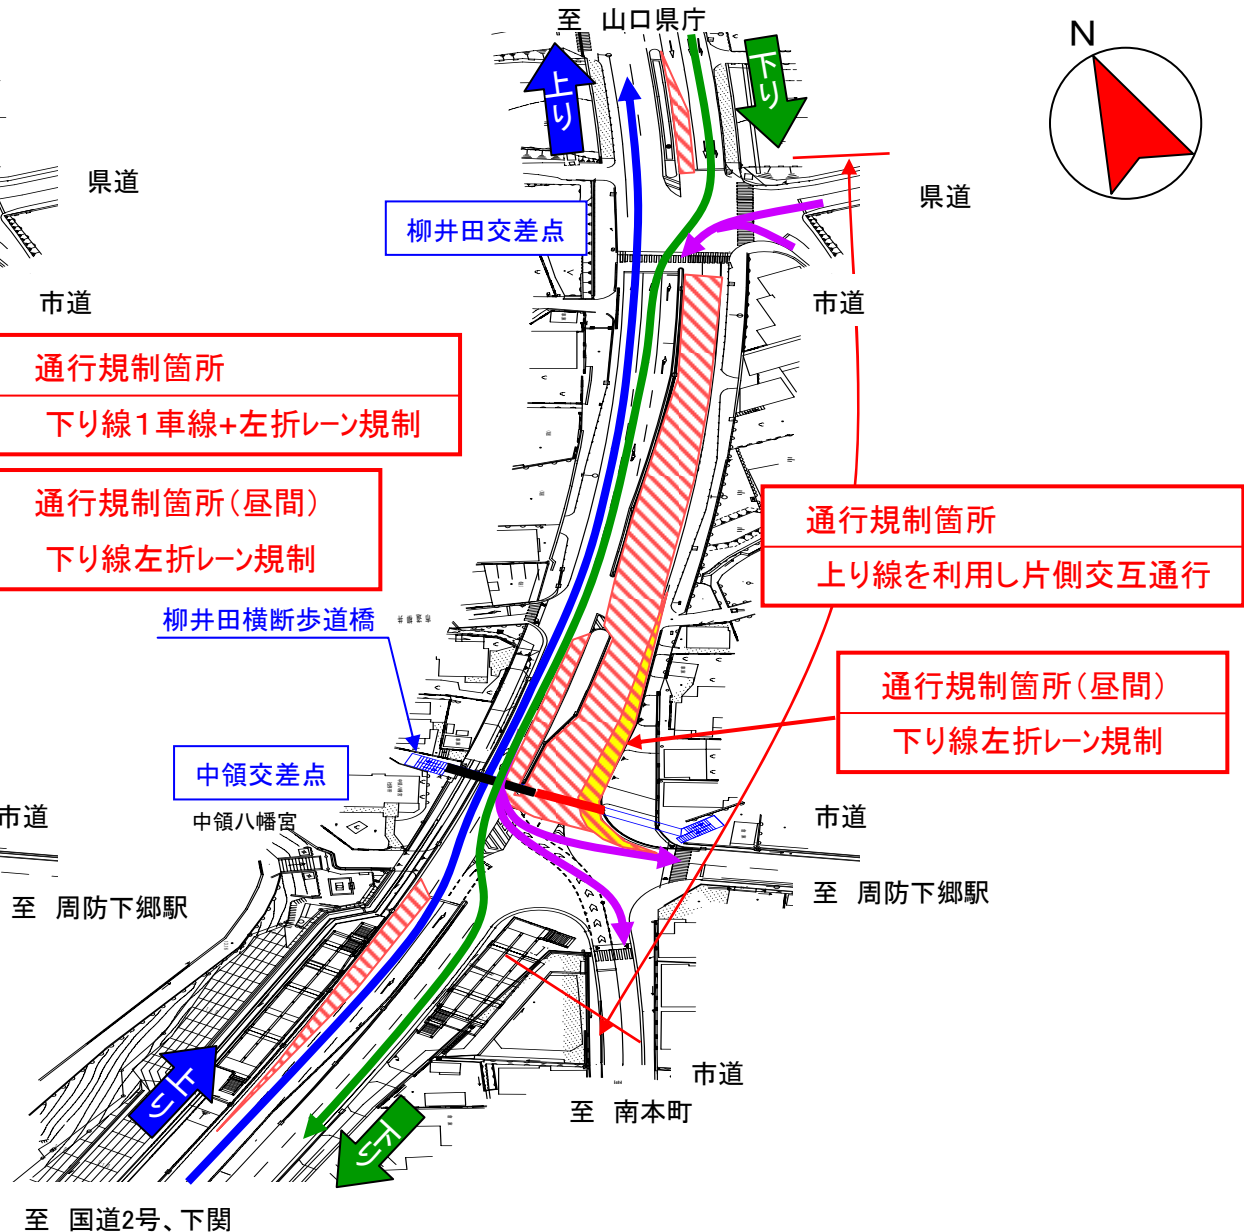 至 山口県庁
N
上り
下り
県道
県道
柳井田交差点
市道
市道
通行規制箇所
下り線１車線+左折レーン規制
通行規制箇所（昼間）
下り線左折レーン規制
通行規制箇所
上り線を利用し片側交互通行
柳井田横断歩道橋
通行規制箇所（昼間）
下り線左折レーン規制
中領交差点
中領八幡宮
市道
市道
至 周防下郷駅
至 周防下郷駅
上り
下り
市道
至 南本町
至 国道2号、下関